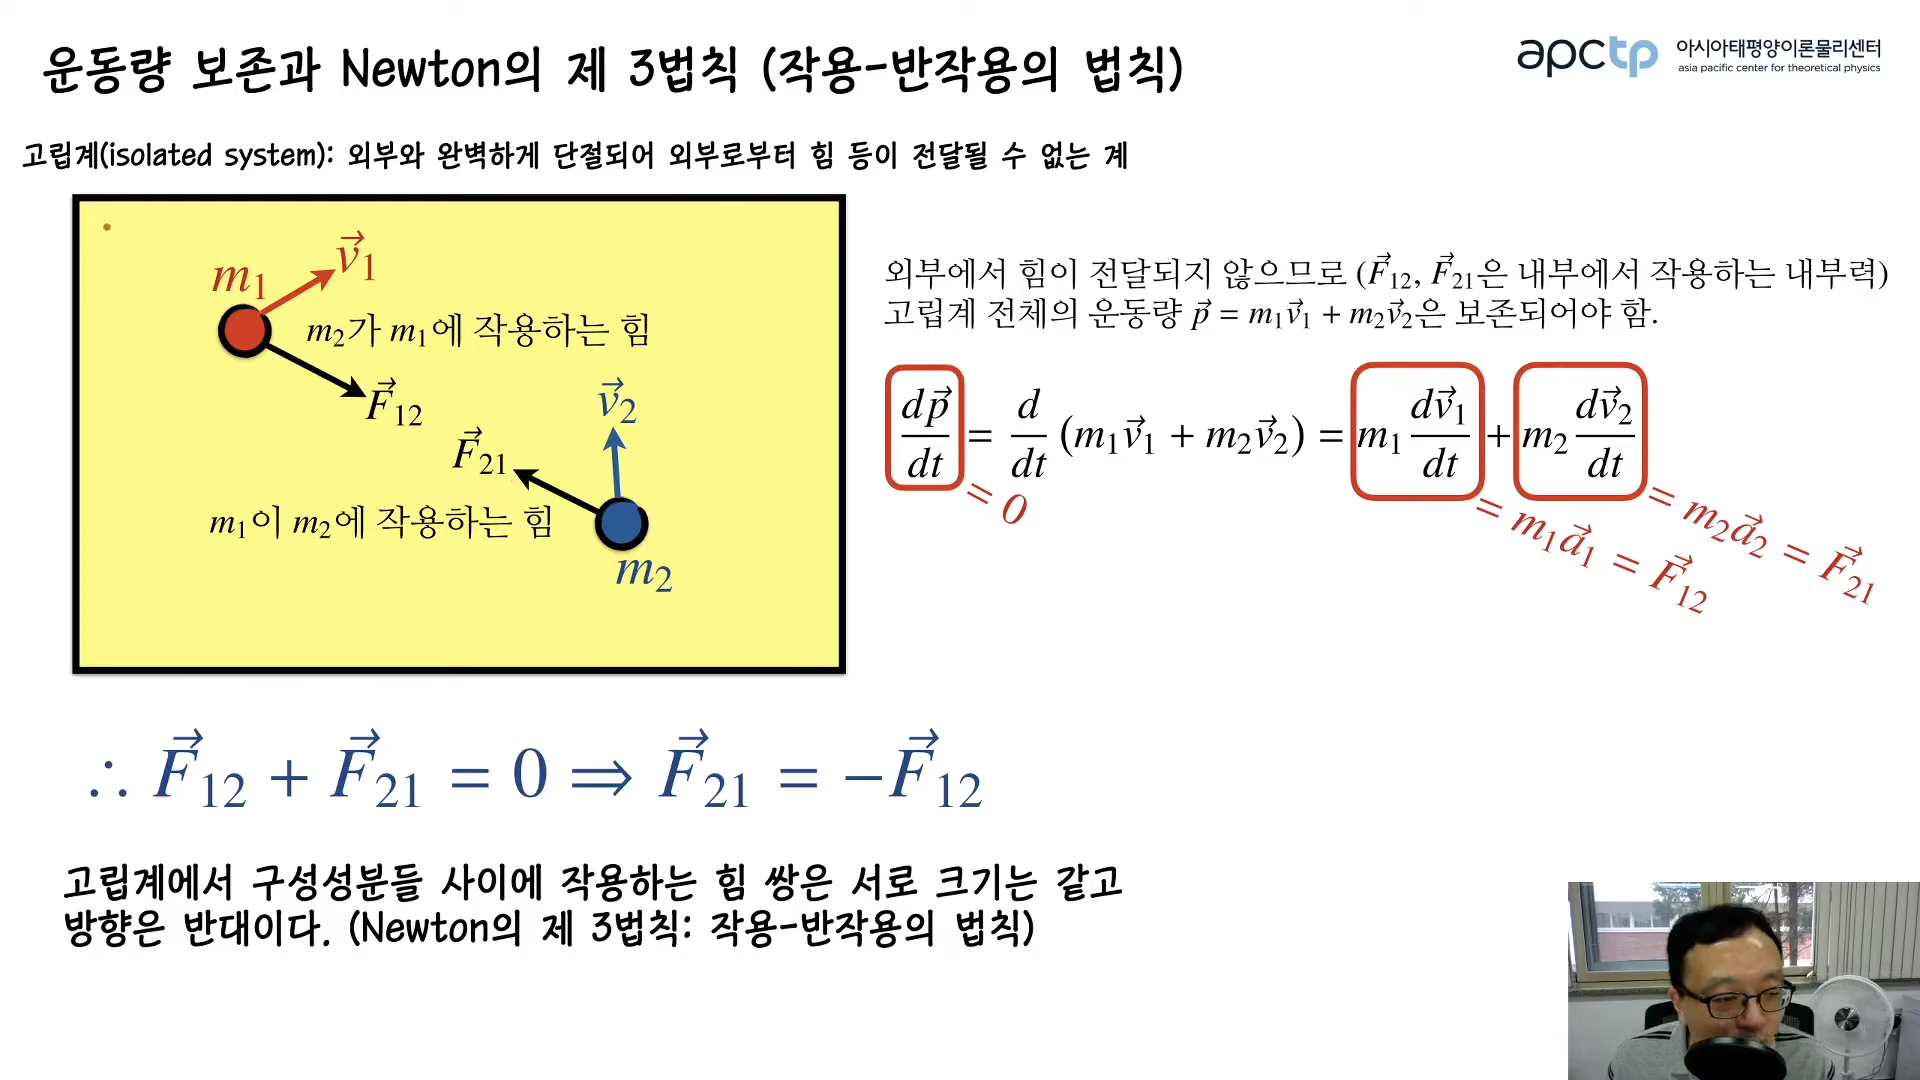 운동량 보존과 Newton의 제 3법칙 (작용-반작용의 법칙)
apctp 아시아태평양이론물리센터
asia pacific center for theoretical physics
고립계(isolated system): 외부와 완벽하게 단절되어 외부로부터 힘 등이 전달될 수 없는 계
m₁
v⃗₁
m₂가 m₁에 작용하는 힘
F⃗₁₂
v⃗₂
F⃗₂₁
m₁이 m₂에 작용하는 힘
m₂
외부에서 힘이 전달되지 않으므로 (F⃗₁₂, F⃗₂₁은 내부에서 작용하는 내부력)
고립계 전체의 운동량 p⃗ = m₁v⃗₁ + m₂v⃗₂은 보존되어야 함.
dp⃗/dt = d/dt (m₁v⃗₁ + m₂v⃗₂) = m₁ dv⃗₁/dt + m₂ dv⃗₂/dt
= 0
= m₁a⃗₁ = F⃗₁₂
= m₂a⃗₂ = F⃗₂₁
∴ F⃗₁₂ + F⃗₂₁ = 0 ⇒ F⃗₂₁ = −F⃗₁₂
고립계에서 구성성분들 사이에 작용하는 힘 쌍은 서로 크기는 같고
방향은 반대이다. (Newton의 제 3법칙: 작용-반작용의 법칙)